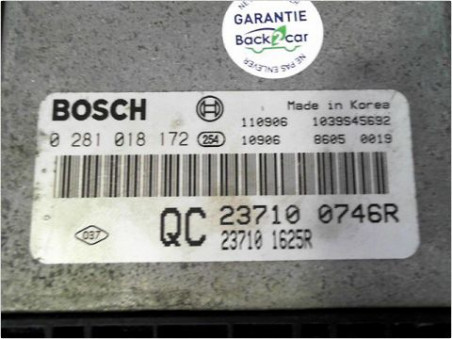 GARANTIE
Back2car
NE PAS ENLEVER
BOSCH
Made in Korea
110906 1039S45692
0 281 018 172 254 10906 8605 0019
QC 23710 0746R
23710 1625R
037